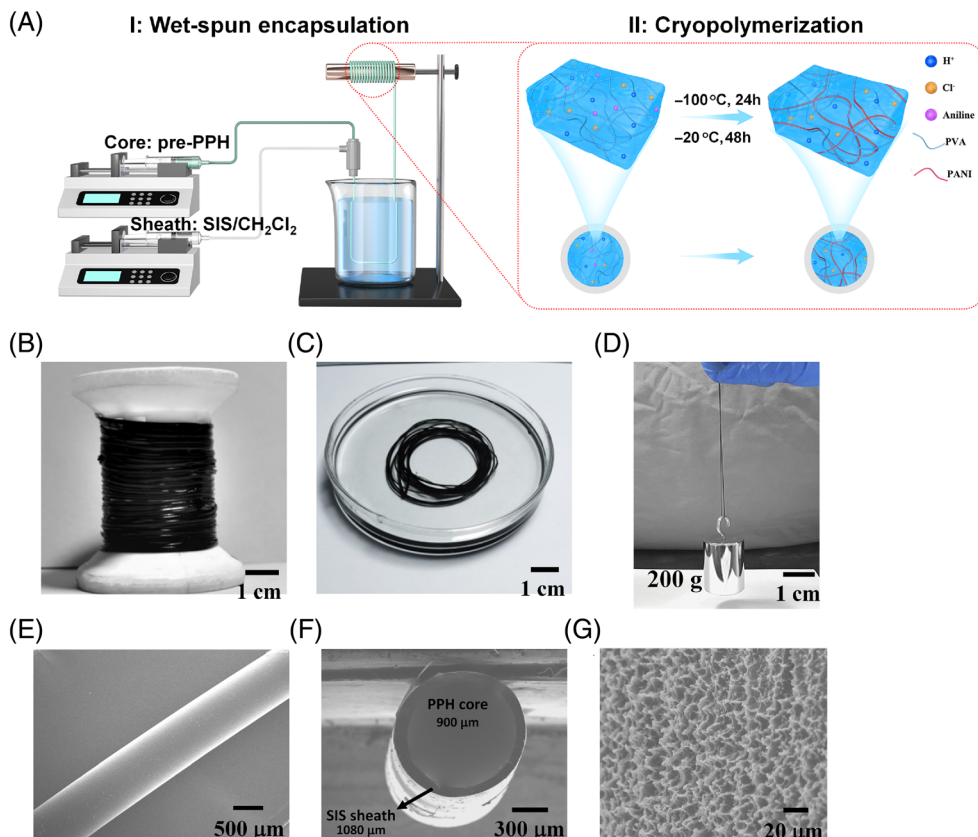 (A)
I: Wet-spun encapsulation
II: Cryopolymerization
Core: pre-PPH
Sheath: SIS/CH₂Cl₂
–100 °C, 24h
–20 °C, 48h
H⁺
Cl⁻
Aniline
PVA
PANI
(B)
1 cm
(C)
1 cm
(D)
200 g
1 cm
(E)
500 μm
(F)
PPH core
900 μm
SIS sheath
1080 μm
300 μm
(G)
20 μm